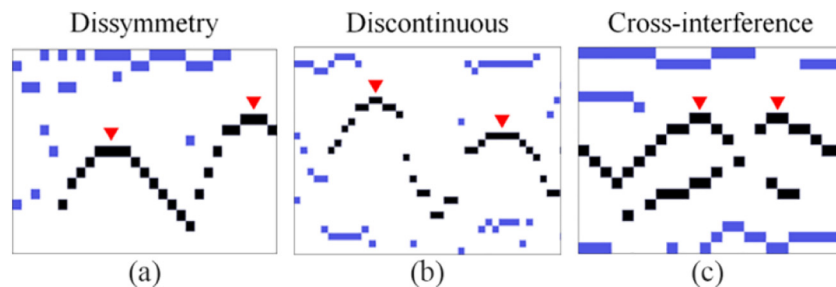 Dissymmetry
Discontinuous
Cross-interference
(a)
(b)
(c)